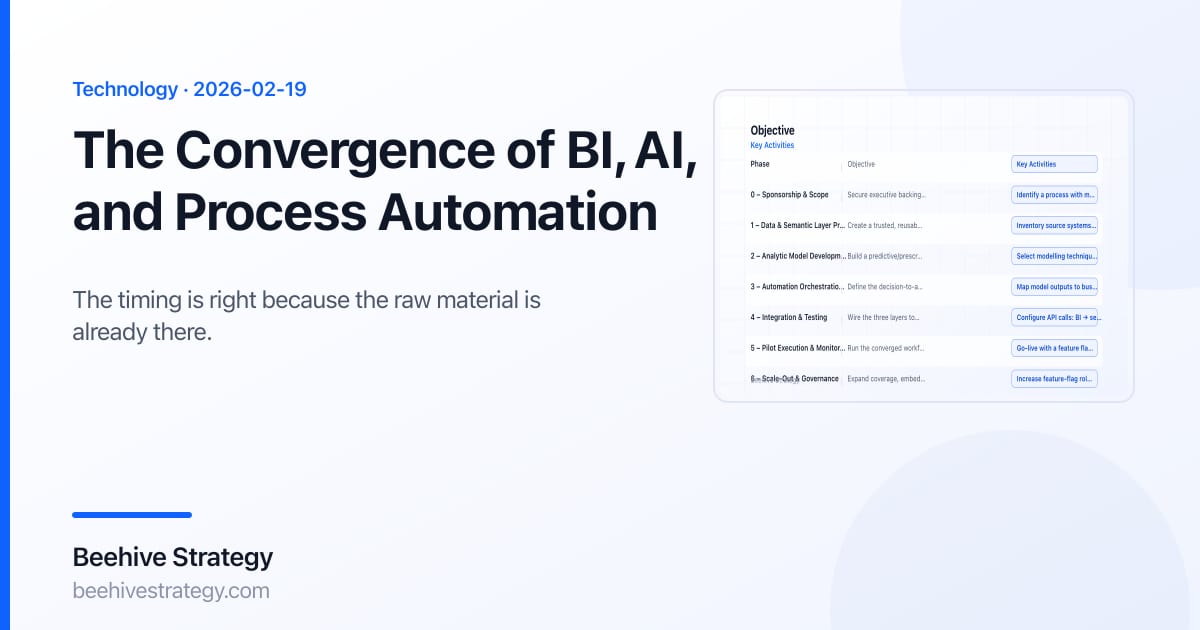 Technology · 2026-02-19
The Convergence of BI, AI,
and Process Automation
The timing is right because the raw material is
already there.
Objective
Key Activities
Phase Objective Key Activities
0 – Sponsorship & Scope Secure executive backing... Identify a process with m...
1 – Data & Semantic Layer Pr... Create a trusted, reusab... Inventory source systems...
2 – Analytic Model Developm... Build a predictive/prescr... Select modelling techniqu...
3 – Automation Orchestratio... Define the decision-to-a... Map model outputs to bus...
4 – Integration & Testing Wire the three layers to... Configure API calls: BI → se...
5 – Pilot Execution & Monitor... Run the converged workf... Go-live with a feature fla...
6 – Scale-Out & Governance Expand coverage, embed... Increase feature-flag rol...
Beehive Strategy
beehivestrategy.com